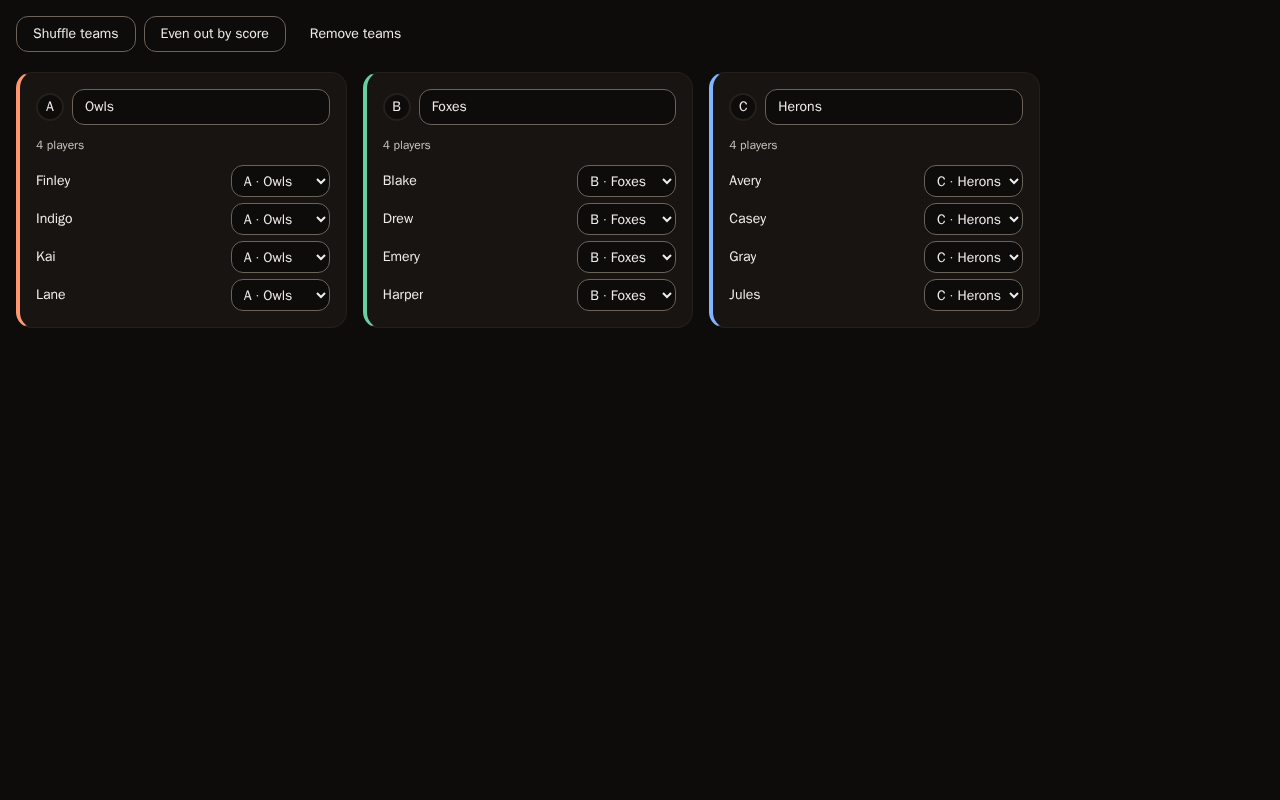 Shuffle teams Even out by score Remove teams
A Owls
4 players
Finley A · Owls
Indigo A · Owls
Kai A · Owls
Lane A · Owls
B Foxes
4 players
Blake B · Foxes
Drew B · Foxes
Emery B · Foxes
Harper B · Foxes
C Herons
4 players
Avery C · Herons
Casey C · Herons
Gray C · Herons
Jules C · Herons